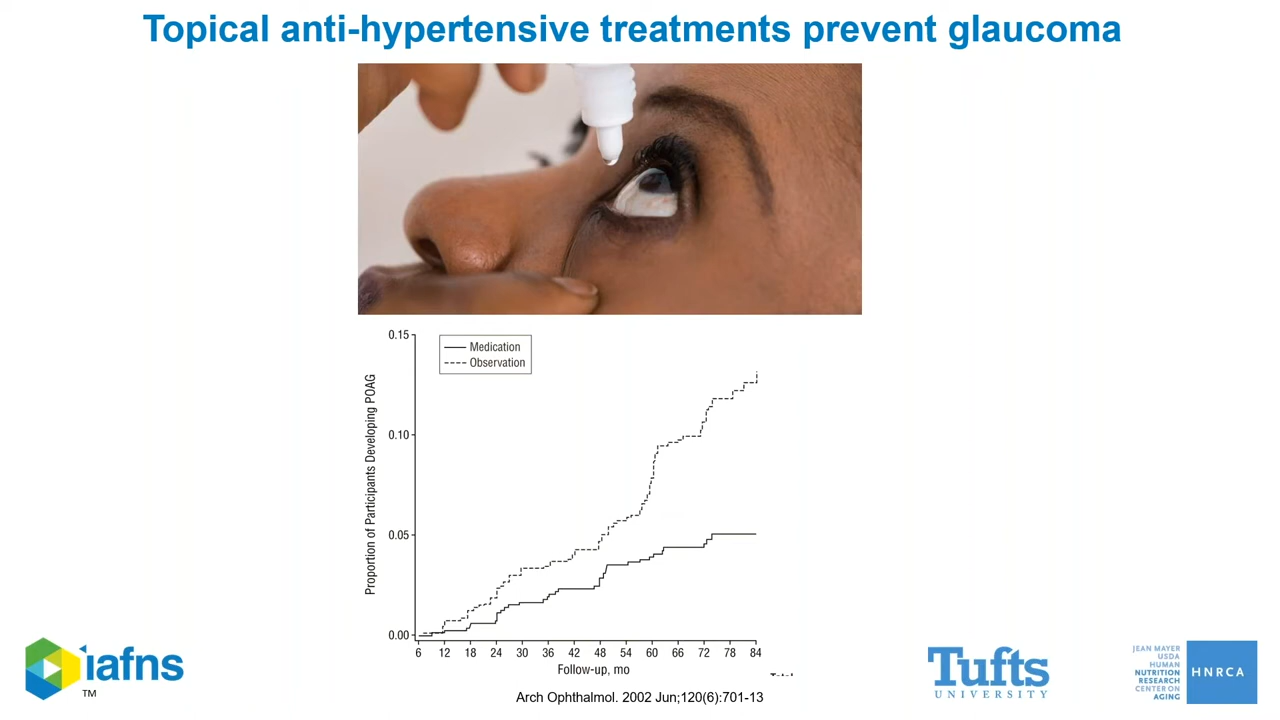 Topical anti-hypertensive treatments prevent glaucoma
0.15
Medication
Observation
0.10
0.05
0.00
Proportion of Participants Developing POAG
6 12 18 24 30 36 42 48 54 60 66 72 78 84
Follow-up, mo
Arch Ophthalmol. 2002 Jun;120(6):701-13
iafns
TM
Tufts
UNIVERSITY
JEAN MAYER
USDA
HUMAN
NUTRITION
RESEARCH
CENTER ON
AGING
HNRCA